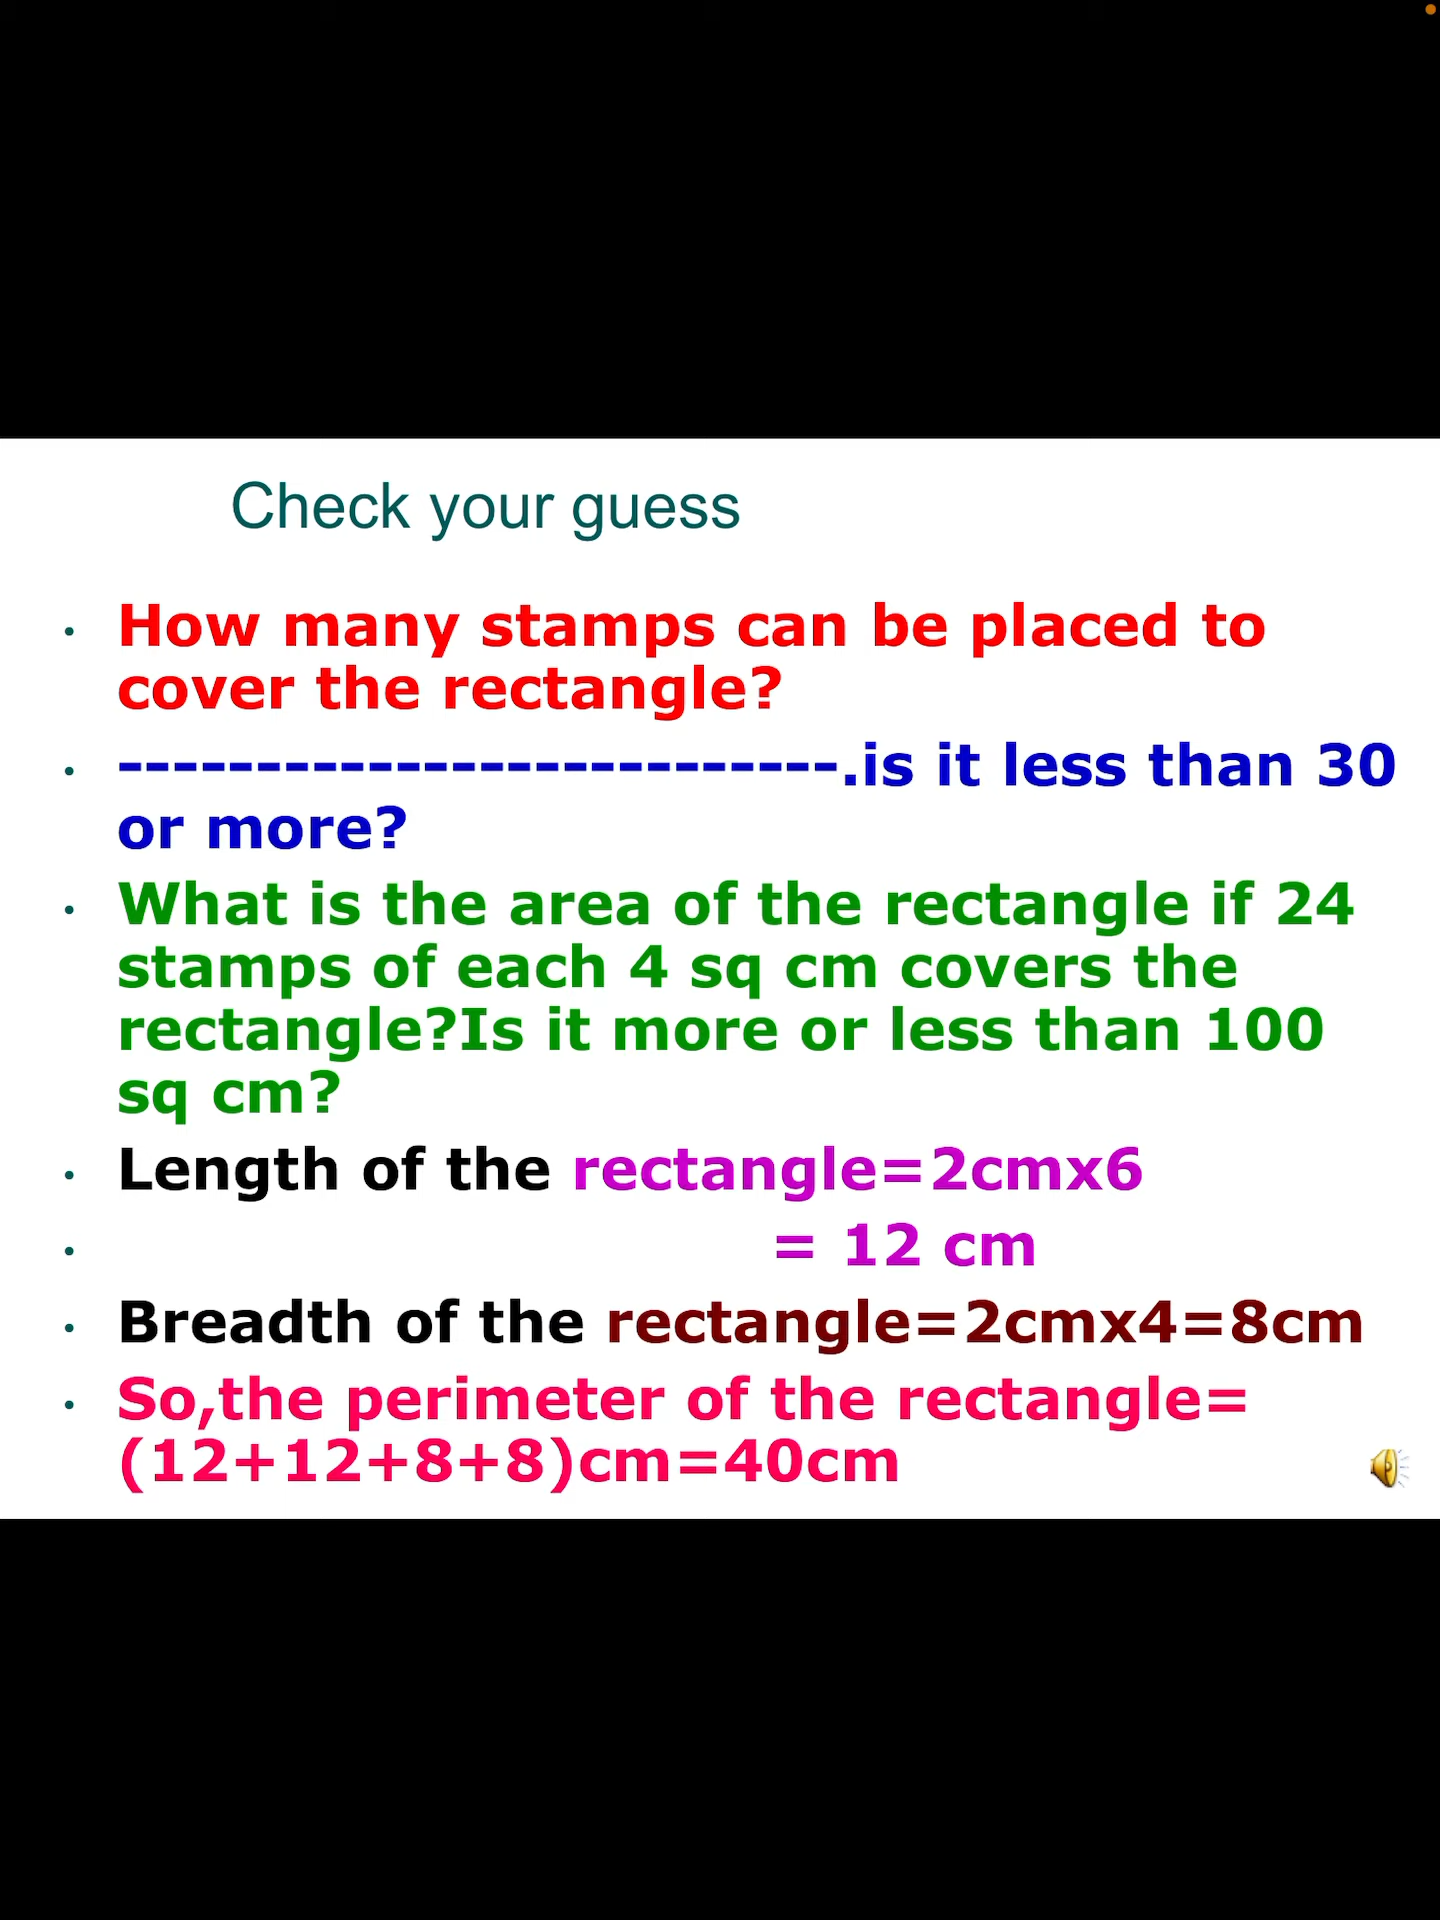 Check your guess
• How many stamps can be placed to
cover the rectangle?
• --------------------------.is it less than 30
or more?
• What is the area of the rectangle if 24
stamps of each 4 sq cm covers the
rectangle?Is it more or less than 100
sq cm?
• Length of the rectangle=2cmx6
• = 12 cm
• Breadth of the rectangle=2cmx4=8cm
• So,the perimeter of the rectangle=
(12+12+8+8)cm=40cm